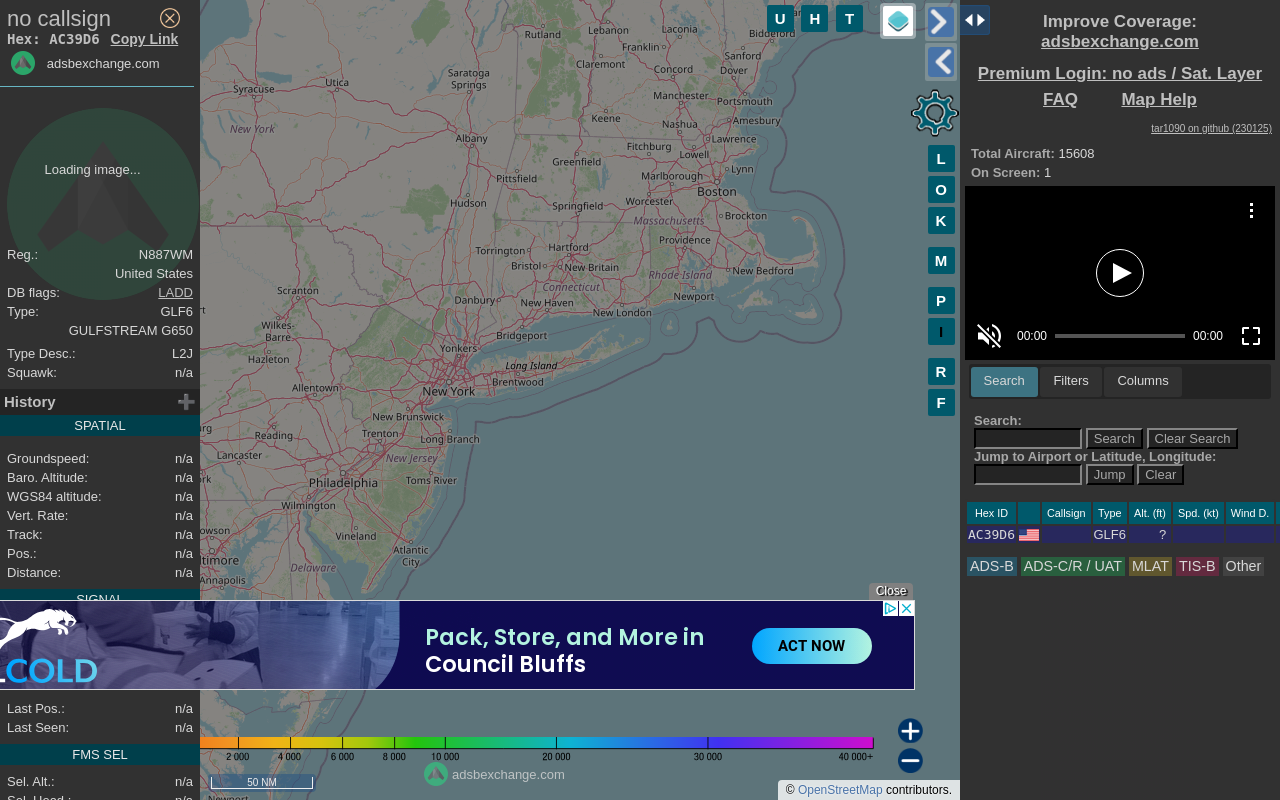 no callsign
Hex: AC39D6 Copy Link
adsbexchange.com
Loading image...
Reg.: N887WM
United States
DB flags: LADD
Type: GLF6
GULFSTREAM G650
Type Desc.: L2J
Squawk: n/a
History
SPATIAL
Groundspeed: n/a
Baro. Altitude: n/a
WGS84 altitude: n/a
Vert. Rate: n/a
Track: n/a
Pos.: n/a
Distance: n/a
SIGNAL
Last Pos.: n/a
Last Seen: n/a
FMS SEL
Sel. Alt.: n/a
Sel. Head.: n/a
U H T
L
O
K
M
P
I
R
F
Rutland
Lebanon
Laconia
Biddeford
Franklin
Sanford
Claremont
Concord
Dover
Saratoga
Springs
Utica
Syracuse
Manchester
Portsmouth
Keene
Nashua
Amesbury
New York
Albany
Fitchburg
Lawrence
Greenfield
Lowell
Pittsfield
Marlborough
Lynn
Hudson
Springfield
Worcester
Boston
Massachusetts
Brockton
Torrington
Hartford
Providence
Bristol
New Britain
Rhode Island
New Bedford
Scranton
Danbury
Connecticut
New Haven
Newport
New London
Wilkes-
Barre
Bridgeport
Hazleton
Yonkers
Long Island
Allentown
New York
Brentwood
New Brunswick
Reading
Trenton
Long Branch
Lancaster
New Jersey
Philadelphia
Toms River
Wilmington
Vineland
Atlantic
City
Annapolis
Delaware
Close
COLD
Pack, Store, and More in
Council Bluffs
ACT NOW
2 000 4 000 6 000 8 000 10 000 20 000 30 000 40 000+
adsbexchange.com
50 NM
© OpenStreetMap contributors.
Improve Coverage:
adsbexchange.com
Premium Login: no ads / Sat. Layer
FAQ Map Help
tar1090 on github (230125)
Total Aircraft: 15608
On Screen: 1
00:00 00:00
Search Filters Columns
Search:
Search Clear Search
Jump to Airport or Latitude, Longitude:
Jump Clear
Hex ID Callsign Type Alt. (ft) Spd. (kt) Wind D.
AC39D6 GLF6 ?
ADS-B ADS-C/R / UAT MLAT TIS-B Other